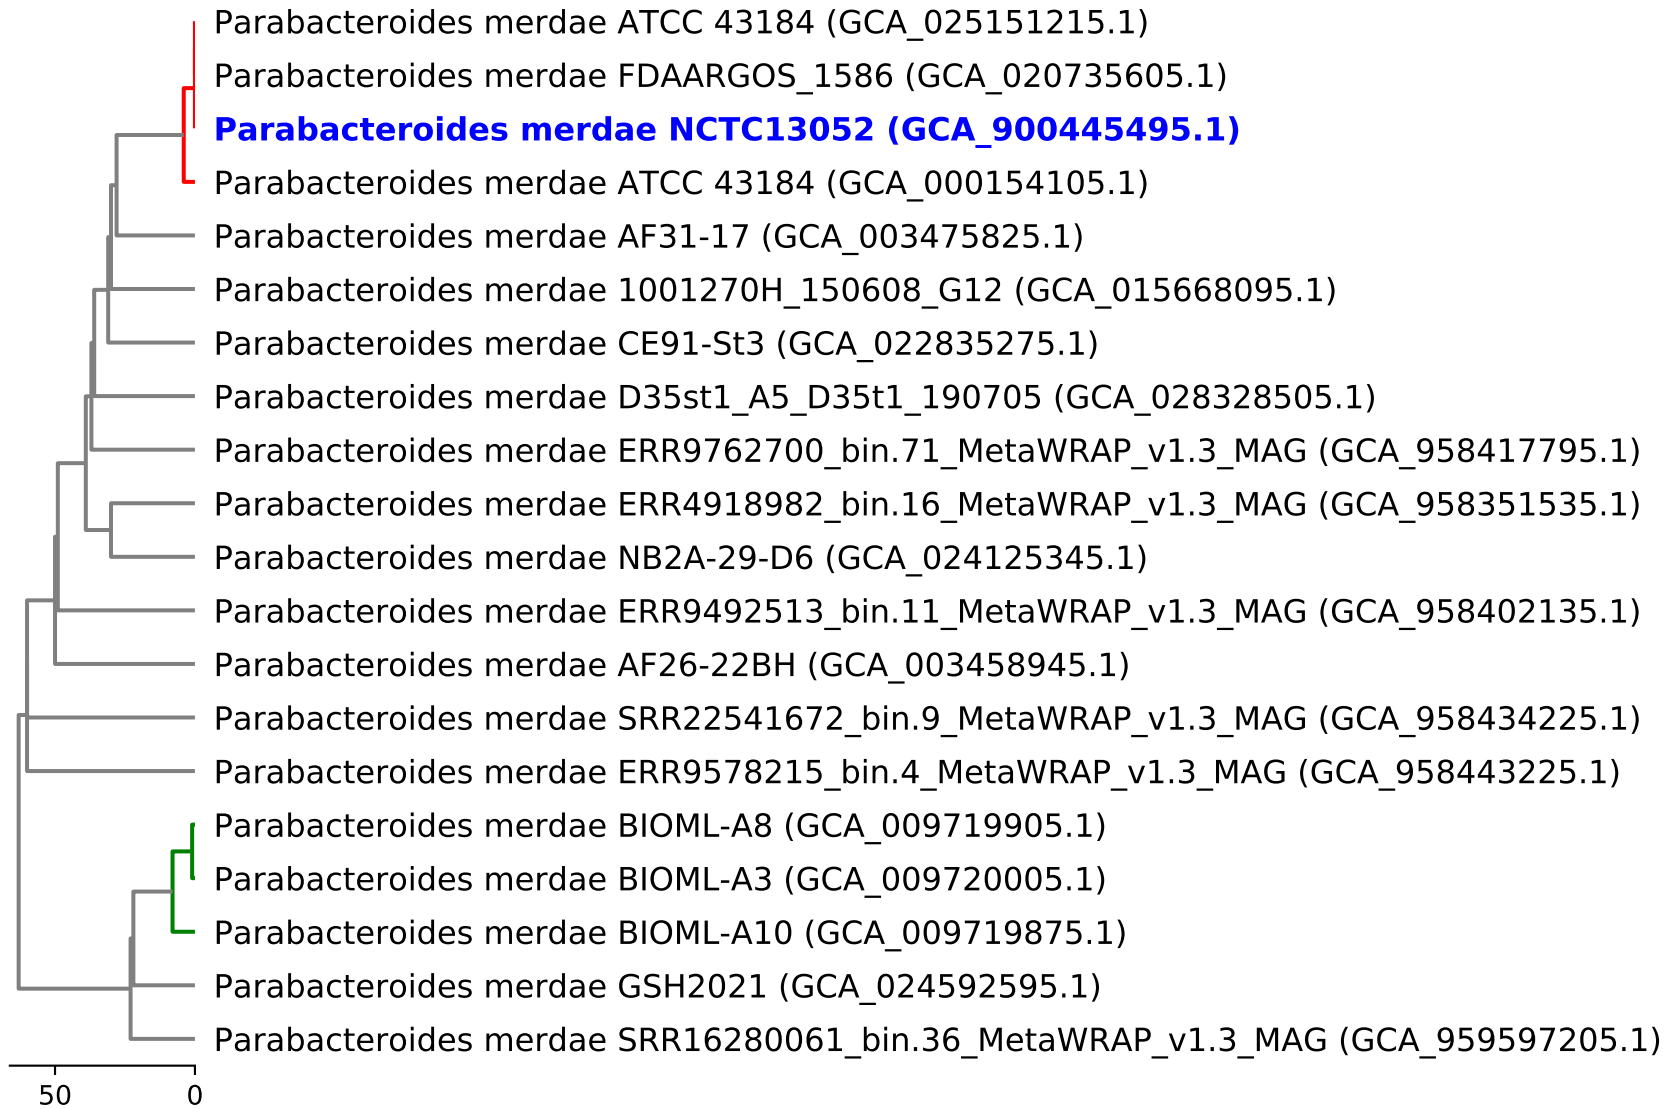 Parabacteroides merdae ATCC 43184 (GCA_025151215.1)
Parabacteroides merdae FDAARGOS_1586 (GCA_020735605.1)
Parabacteroides merdae NCTC13052 (GCA_900445495.1)
Parabacteroides merdae ATCC 43184 (GCA_000154105.1)
Parabacteroides merdae AF31-17 (GCA_003475825.1)
Parabacteroides merdae 1001270H_150608_G12 (GCA_015668095.1)
Parabacteroides merdae CE91-St3 (GCA_022835275.1)
Parabacteroides merdae D35st1_A5_D35t1_190705 (GCA_028328505.1)
Parabacteroides merdae ERR9762700_bin.71_MetaWRAP_v1.3_MAG (GCA_958417795.1)
Parabacteroides merdae ERR4918982_bin.16_MetaWRAP_v1.3_MAG (GCA_958351535.1)
Parabacteroides merdae NB2A-29-D6 (GCA_024125345.1)
Parabacteroides merdae ERR9492513_bin.11_MetaWRAP_v1.3_MAG (GCA_958402135.1)
Parabacteroides merdae AF26-22BH (GCA_003458945.1)
Parabacteroides merdae SRR22541672_bin.9_MetaWRAP_v1.3_MAG (GCA_958434225.1)
Parabacteroides merdae ERR9578215_bin.4_MetaWRAP_v1.3_MAG (GCA_958443225.1)
Parabacteroides merdae BIOML-A8 (GCA_009719905.1)
Parabacteroides merdae BIOML-A3 (GCA_009720005.1)
Parabacteroides merdae BIOML-A10 (GCA_009719875.1)
Parabacteroides merdae GSH2021 (GCA_024592595.1)
Parabacteroides merdae SRR16280061_bin.36_MetaWRAP_v1.3_MAG (GCA_959597205.1)
50 0